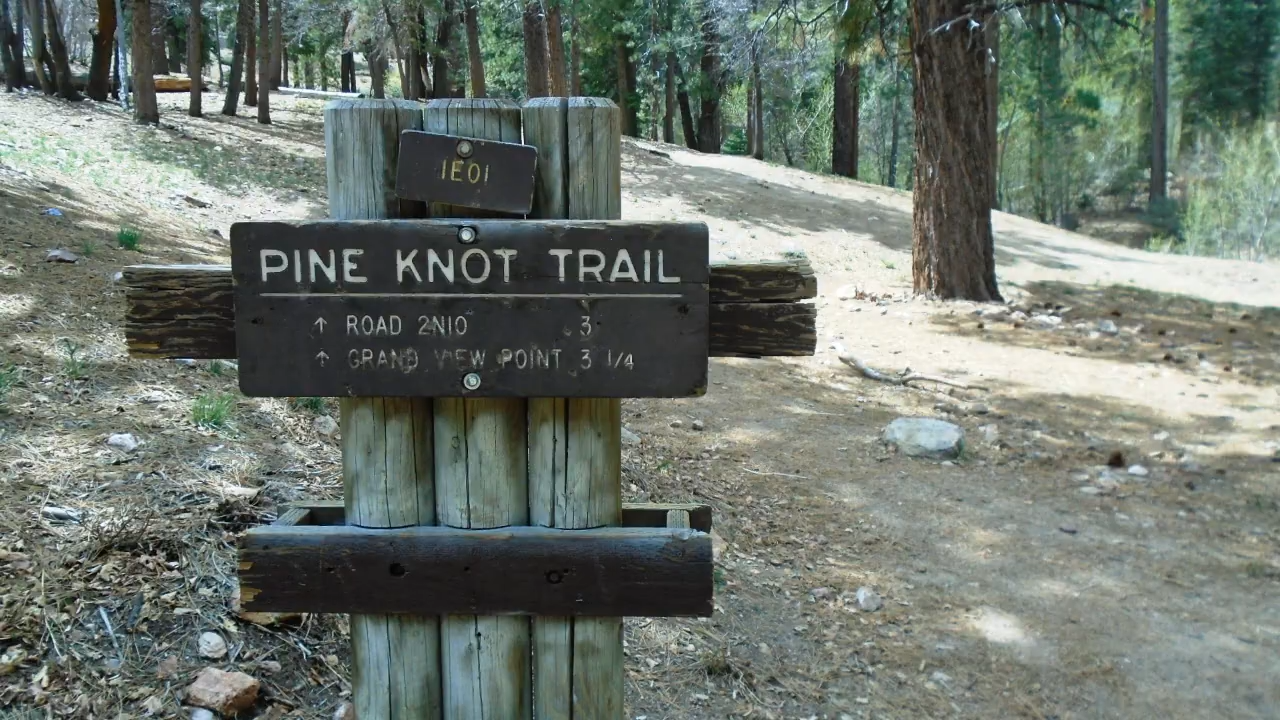 1E01
PINE KNOT TRAIL
↑ ROAD 2N10 3
↑ GRAND VIEW POINT 3 1/4